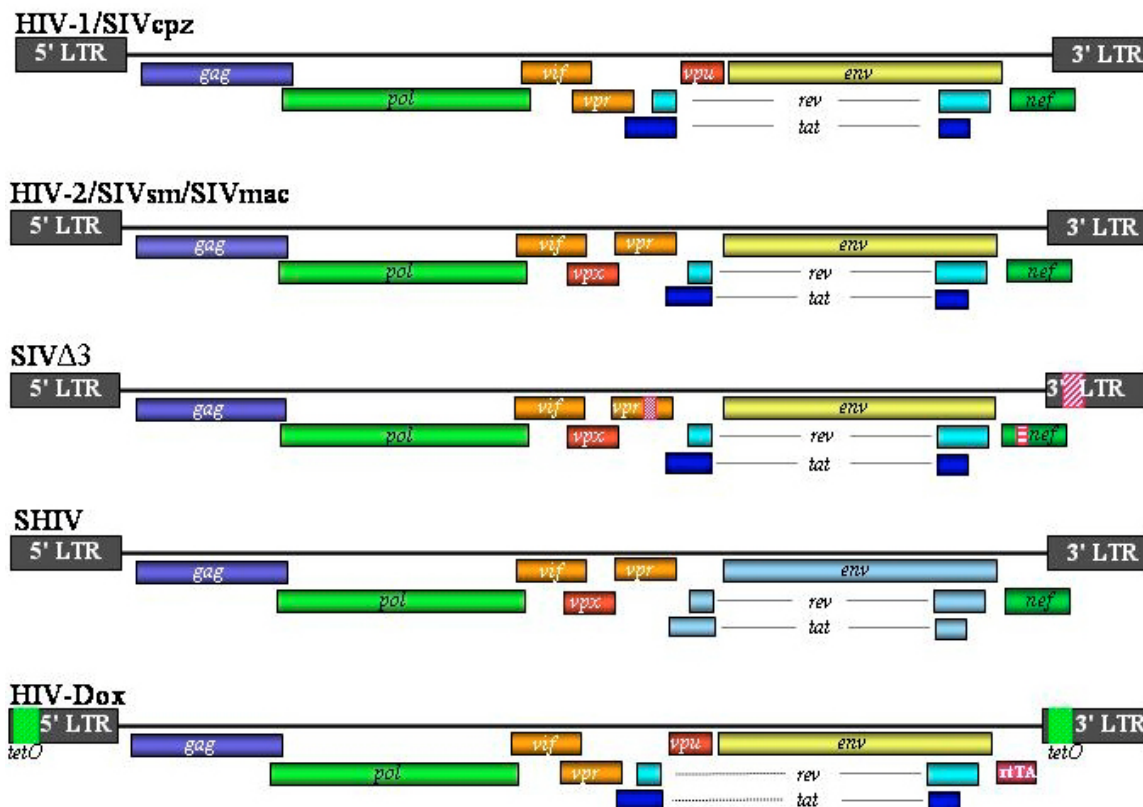 HIV-1/SIVcpz
5' LTR 3' LTR
gag vif vpu env
pol vpr rev nef
tat
HIV-2/SIVsm/SIVmac
5' LTR 3' LTR
gag vif vpr env
pol vpx rev nef
tat
SIVΔ3
5' LTR 3' LTR
gag vif vpr env
pol vpx rev nef
tat
SHIV
5' LTR 3' LTR
gag vif vpr env
pol vpx rev nef
tat
HIV-Dox
5' LTR 3' LTR
tetO gag vif vpu env tetO
pol vpr rev rtTA
tat